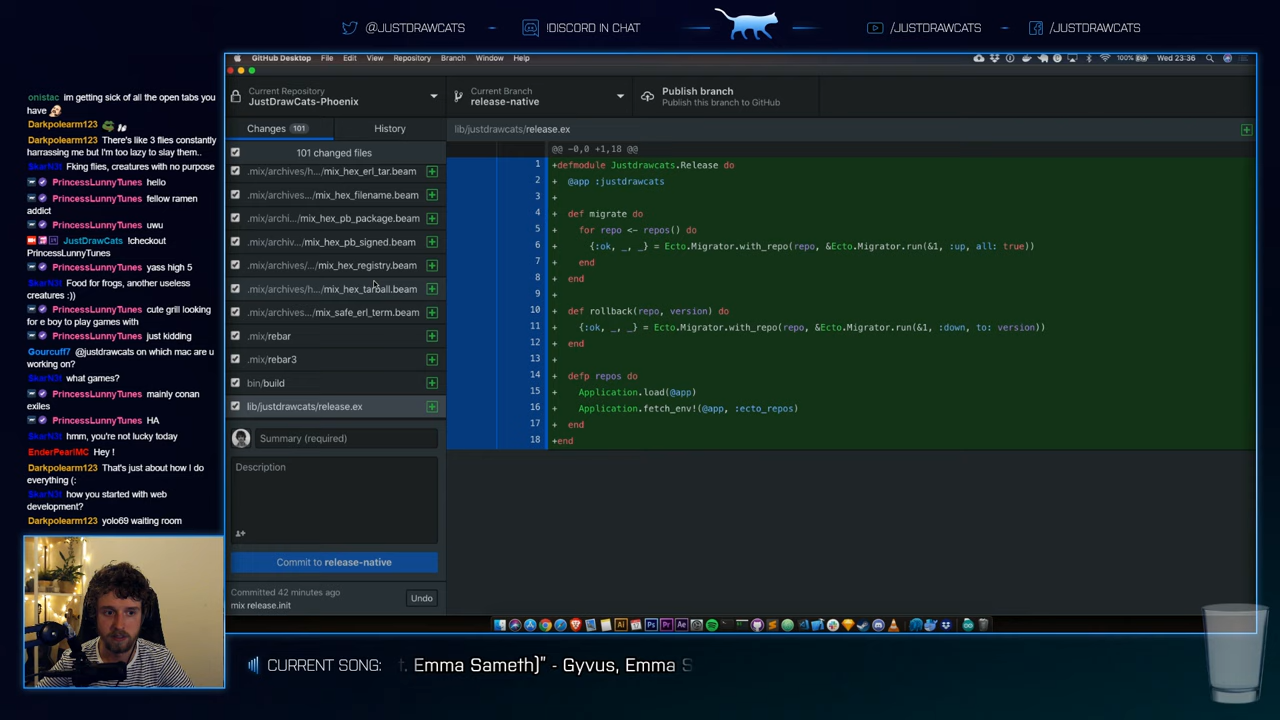 @JUSTDRAWCATS
!DISCORD IN CHAT
/JUSTDRAWCATS
/JUSTDRAWCATS
GitHub Desktop File Edit View Repository Branch Window Help
100% Wed 23:36
Current Repository
JustDrawCats-Phoenix
Current Branch
release-native
Publish branch
Publish this branch to GitHub
Changes 101
History
lib/justdrawcats/release.ex
101 changed files
.mix/archives/h.../mix_hex_erl_tar.beam
.mix/archives.../mix_hex_filename.beam
.mix/archi.../mix_hex_pb_package.beam
.mix/archiv.../mix_hex_pb_signed.beam
.mix/archives/.../mix_hex_registry.beam
.mix/archives/h.../mix_hex_tarball.beam
.mix/archives/.../mix_safe_erl_term.beam
.mix/rebar
.mix/rebar3
bin/build
lib/justdrawcats/release.ex
Summary (required)
Description
Commit to release-native
Committed 42 minutes ago
mix release.init
Undo
@@ -0,0 +1,18 @@
1 +defmodule Justdrawcats.Release do
2 + @app :justdrawcats
3 +
4 + def migrate do
5 + for repo <- repos() do
6 + {:ok, _, _} = Ecto.Migrator.with_repo(repo, &Ecto.Migrator.run(&1, :up, all: true))
7 + end
8 + end
9 +
10 + def rollback(repo, version) do
11 + {:ok, _, _} = Ecto.Migrator.with_repo(repo, &Ecto.Migrator.run(&1, :down, to: version))
12 + end
13 +
14 + defp repos do
15 + Application.load(@app)
16 + Application.fetch_env!(@app, :ecto_repos)
17 + end
18 +end
onistac im getting sick of all the open tabs you
have
Darkpolearm123
Darkpolearm123 There's like 3 flies constantly
harrassing me but I'm too lazy to slay them..
SkarN3t Fking flies, creatures with no purpose
PrincessLunnyTunes hello
PrincessLunnyTunes fellow ramen
addict
PrincessLunnyTunes uwu
JustDrawCats !checkout
PrincessLunnyTunes
PrincessLunnyTunes yass high 5
SkarN3t Food for frogs, another useless
creatures :))
PrincessLunnyTunes cute grill looking
for e boy to play games with
PrincessLunnyTunes just kidding
Gourcuff7 @justdrawcats on which mac are u
working on?
SkarN3t what games?
PrincessLunnyTunes mainly conan
exiles
PrincessLunnyTunes HA
SkarN3t hmm, you're not lucky today
EnderPearlMC Hey !
Darkpolearm123 That's just about how I do
everything (:
SkarN3t how you started with web
development?
Darkpolearm123 yolo69 waiting room
CURRENT SONG: t. Emma Sameth)" - Gyvus, Emma S